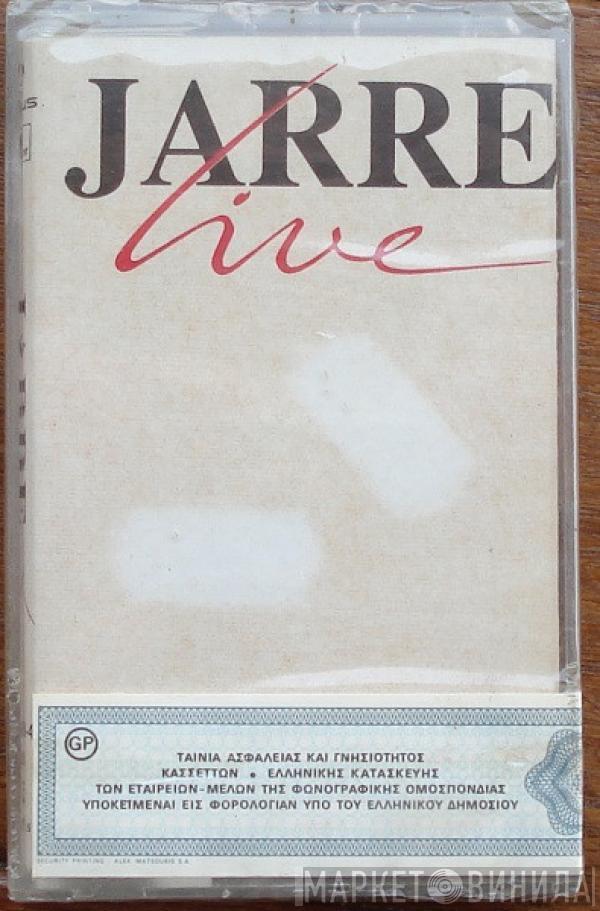 JARRE
live
GP
ΤΑΙΝΙΑ ΑΣΦΑΛΕΙΑΣ ΚΑΙ ΓΝΗΣΙΟΤΗΤΟΣ
ΚΑΣΣΕΤΤΩΝ • ΕΛΛΗΝΙΚΗΣ ΚΑΤΑΣΚΕΥΗΣ
ΤΩΝ ΕΤΑΙΡΕΙΩΝ-ΜΕΛΩΝ ΤΗΣ ΦΩΝΟΓΡΑΦΙΚΗΣ ΟΜΟΣΠΟΝΔΙΑΣ
ΥΠΟΚΕΙΜΕΝΑΙ ΕΙΣ ΦΟΡΟΛΟΓΙΑΝ ΥΠΟ ΤΟΥ ΕΛΛΗΝΙΚΟΥ ΔΗΜΟΣΙΟΥ
SECURITY PRINTING - ALEX. MATSOUKIS S.A.
МАРКЕТ ВИНИЛА